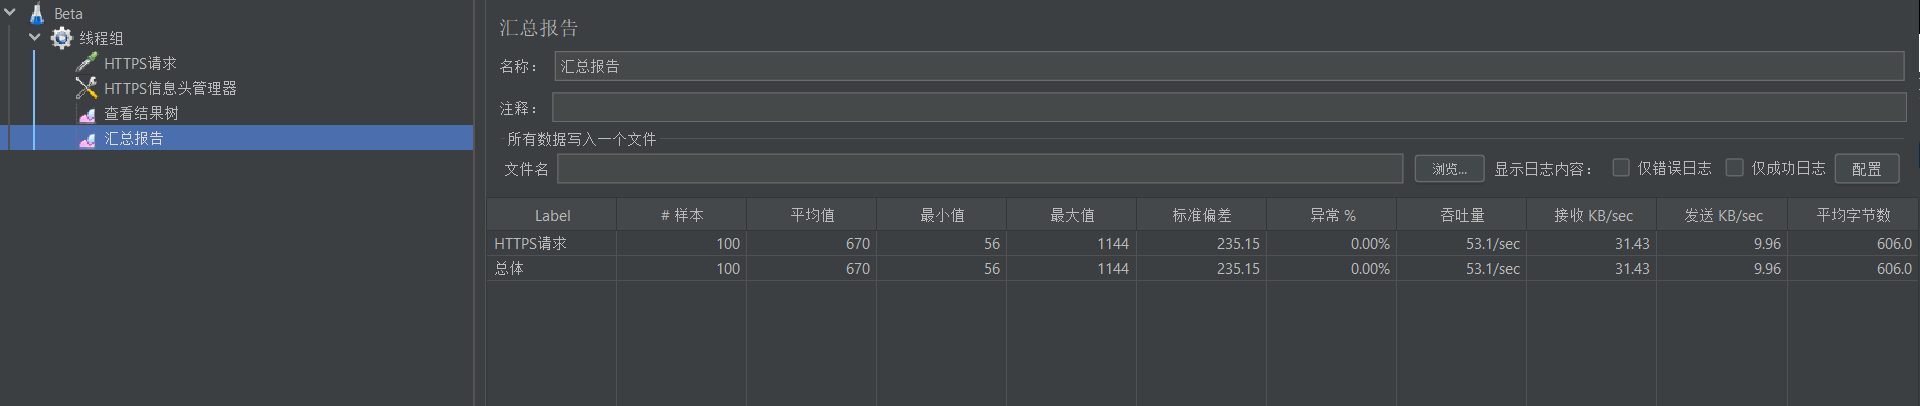 Beta
线程组
HTTPS请求
HTTPS信息头管理器
查看结果树
汇总报告
汇总报告
名称： 汇总报告
注释：
所有数据写入一个文件
文件名 浏览... 显示日志内容： 仅错误日志 仅成功日志 配置
Label # 样本 平均值 最小值 最大值 标准偏差 异常 % 吞吐量 接收 KB/sec 发送 KB/sec 平均字节数
HTTPS请求 100 670 56 1144 235.15 0.00% 53.1/sec 31.43 9.96 606.0
总体 100 670 56 1144 235.15 0.00% 53.1/sec 31.43 9.96 606.0